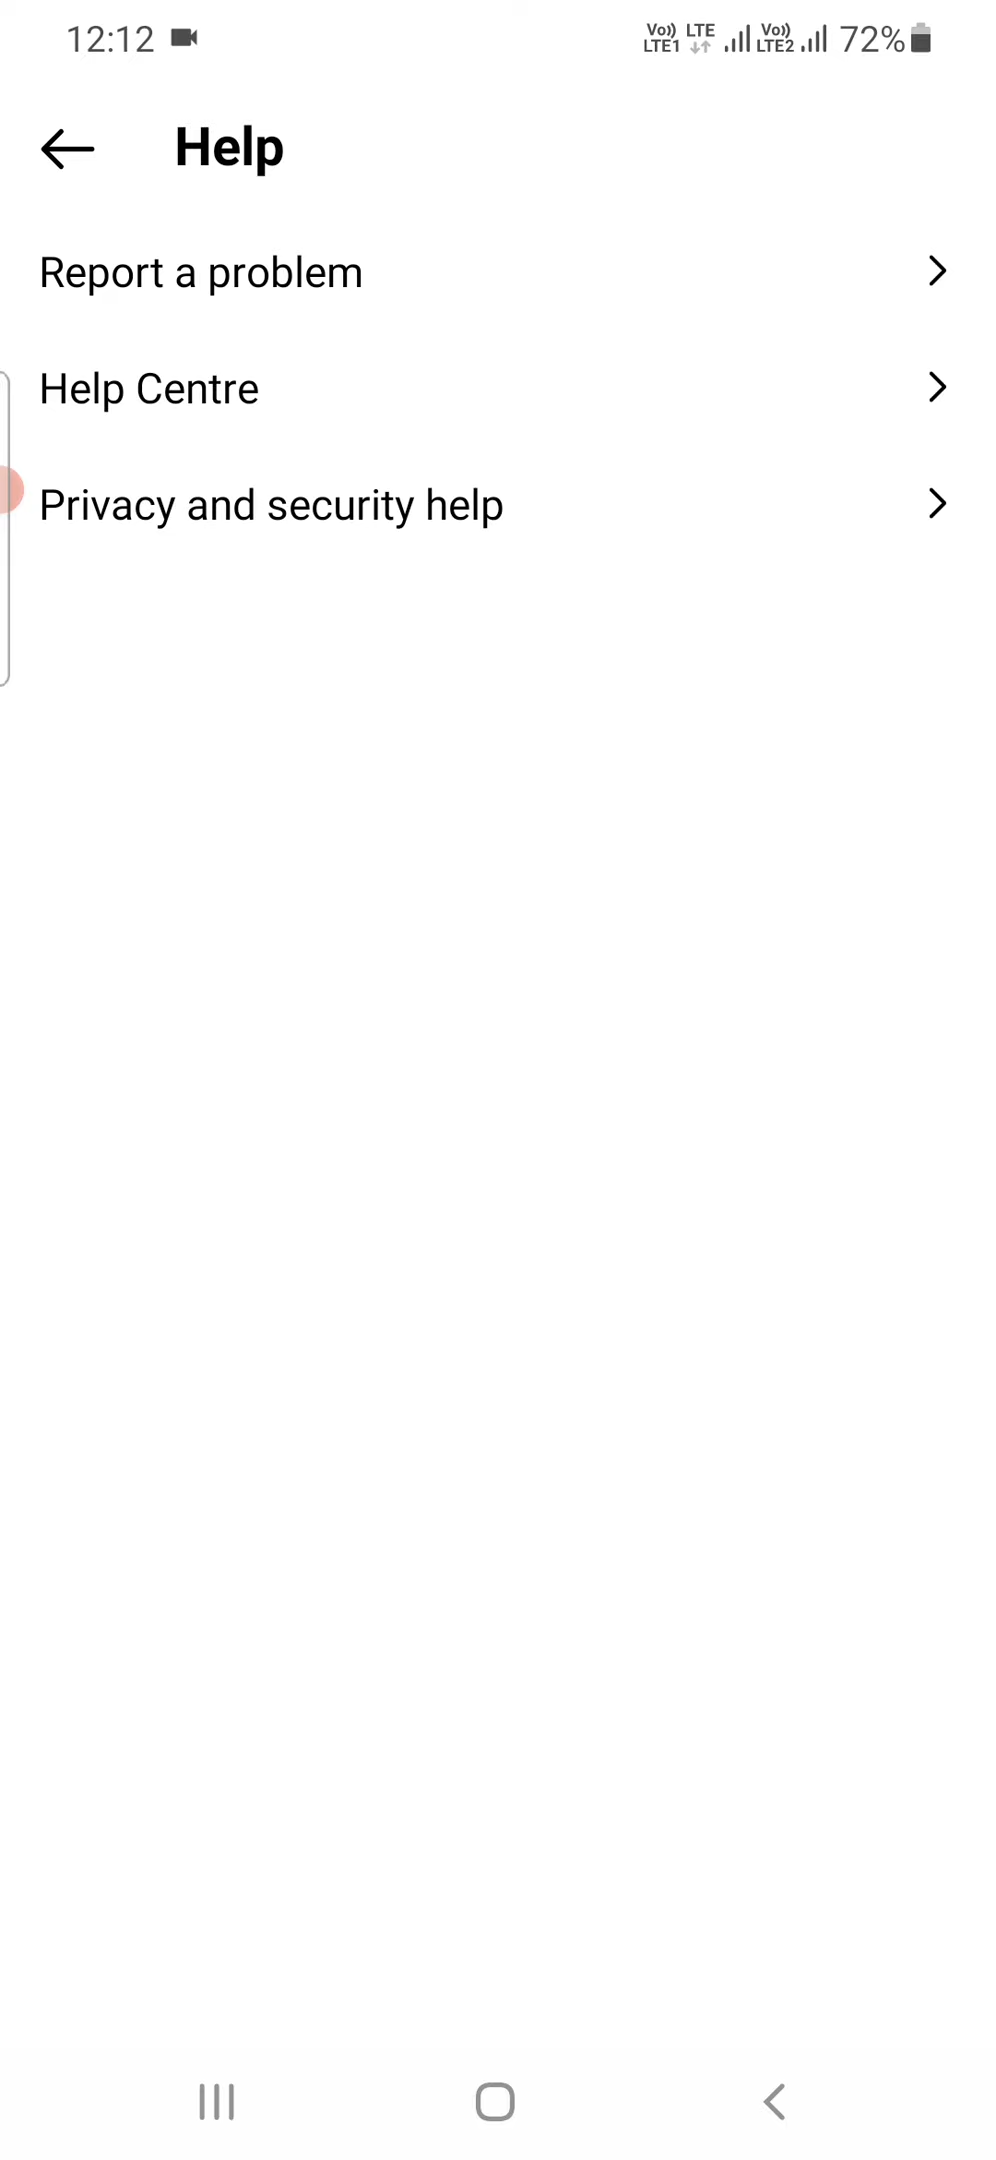 12:12
Vo)) LTE
LTE1
Vo))
LTE2
72%
Help
Report a problem
Help Centre
Privacy and security help